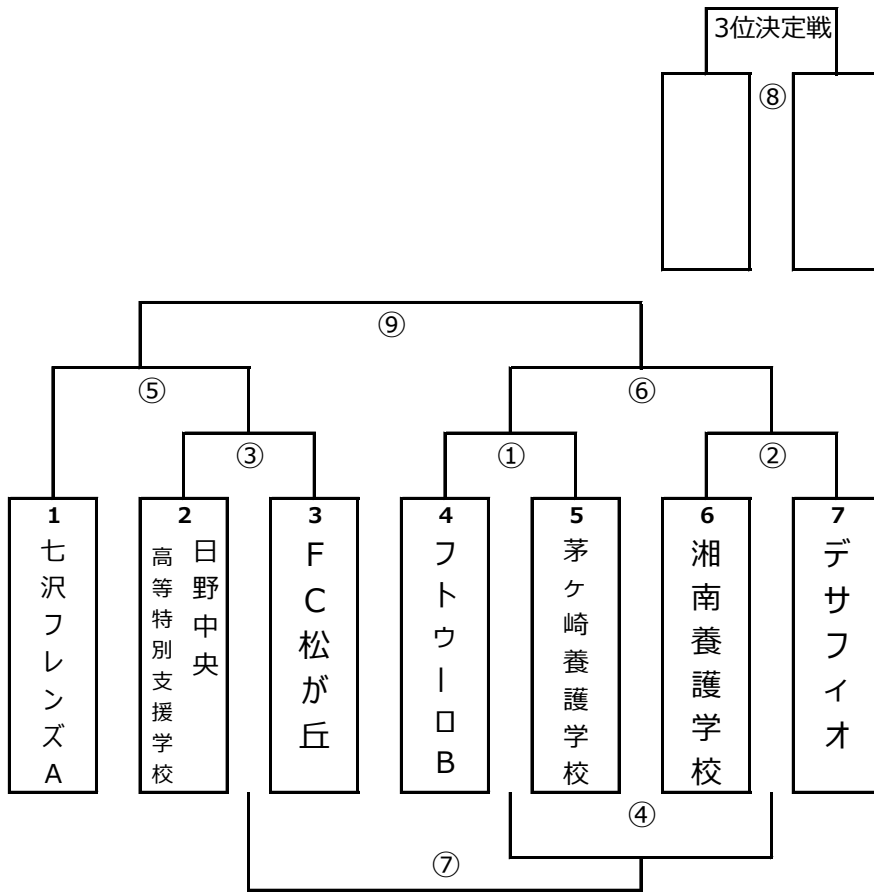 3位決定戦
⑧
⑨
⑤
⑥
③
①
②
1
七沢フレンズA
2
日野中央
高等特別支援学校
3
FC松が丘
4
フトゥーロB
5
茅ヶ崎養護学校
6
湘南養護学校
7
デサフィオ
④
⑦